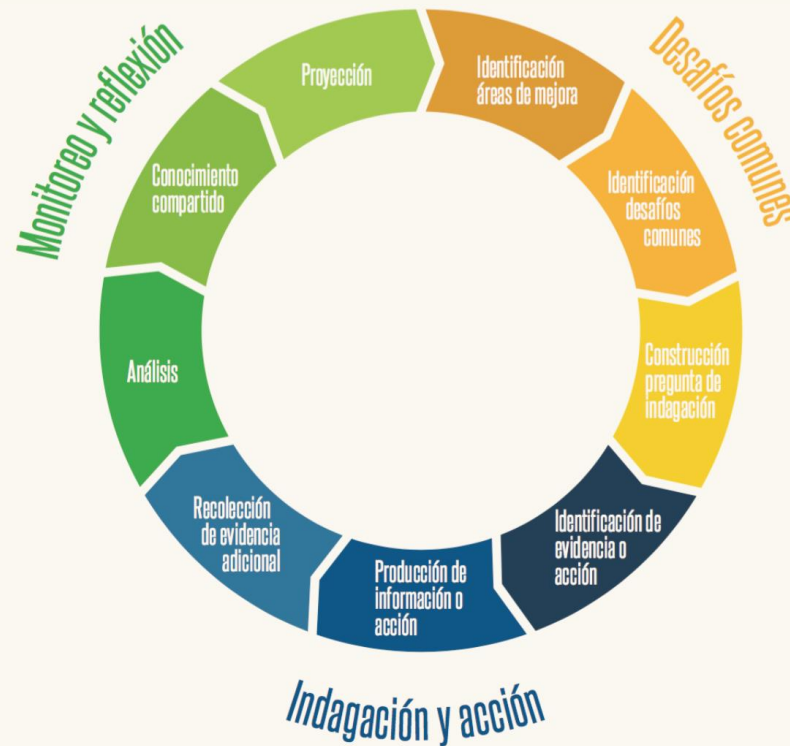 Monitoreo y reflexión
Desafíos comunes
Proyección
Identificación
áreas de mejora
Identificación
desafíos
comunes
Construcción
pregunta de
indagación
Identificación de
evidencia o
acción
Producción de
información o
acción
Recolección
de evidencia
adicional
Análisis
Conocimiento
compartido
Indagación y acción